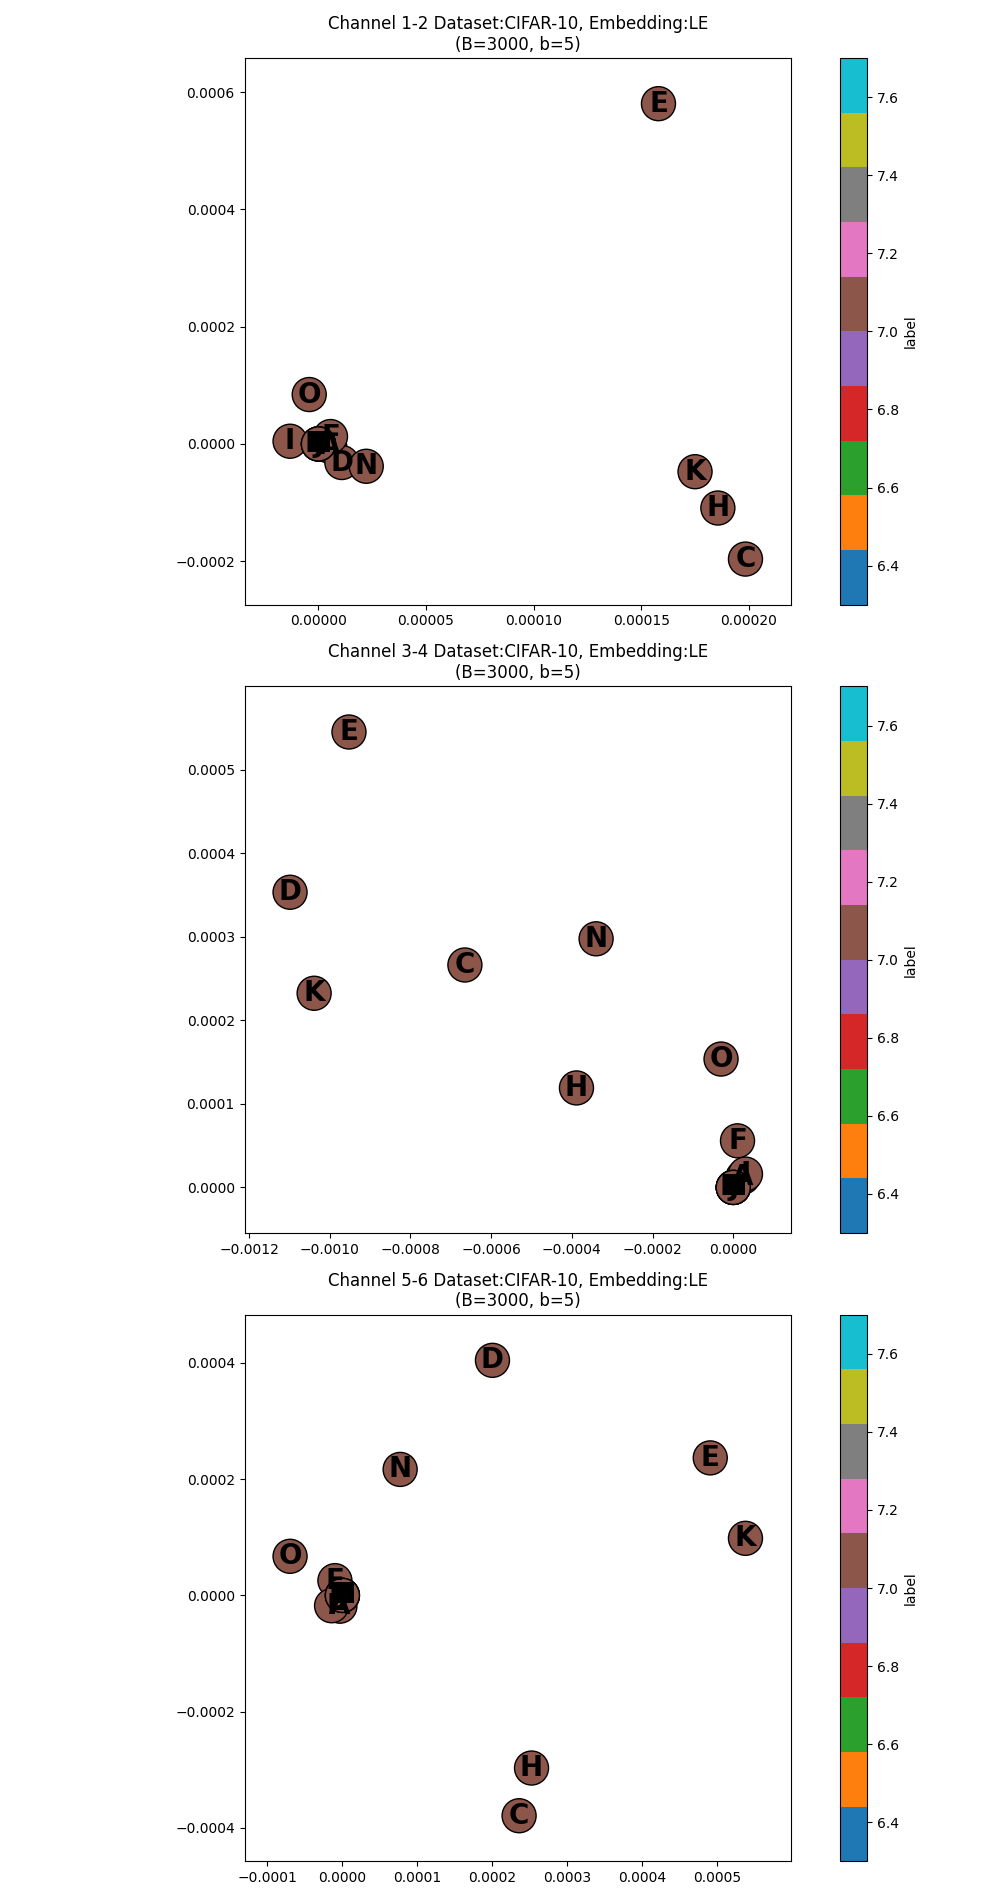 Channel 1-2 Dataset:CIFAR-10, Embedding:LE
(B=3000, b=5)
0.0006
0.0004
0.0002
0.0000
−0.0002
E
O
I
F
A
D
N
K
H
C
0.00000
0.00005
0.00010
0.00015
0.00020
7.6
7.4
7.2
7.0
6.8
6.6
6.4
label
Channel 3-4 Dataset:CIFAR-10, Embedding:LE
(B=3000, b=5)
0.0005
0.0004
0.0003
0.0002
0.0001
0.0000
E
D
N
C
K
O
H
F
A
−0.0012
−0.0010
−0.0008
−0.0006
−0.0004
−0.0002
0.0000
7.6
7.4
7.2
7.0
6.8
6.6
6.4
label
Channel 5-6 Dataset:CIFAR-10, Embedding:LE
(B=3000, b=5)
0.0004
0.0002
0.0000
−0.0002
−0.0004
D
E
N
K
O
F
A
H
C
−0.0001
0.0000
0.0001
0.0002
0.0003
0.0004
0.0005
7.6
7.4
7.2
7.0
6.8
6.6
6.4
label